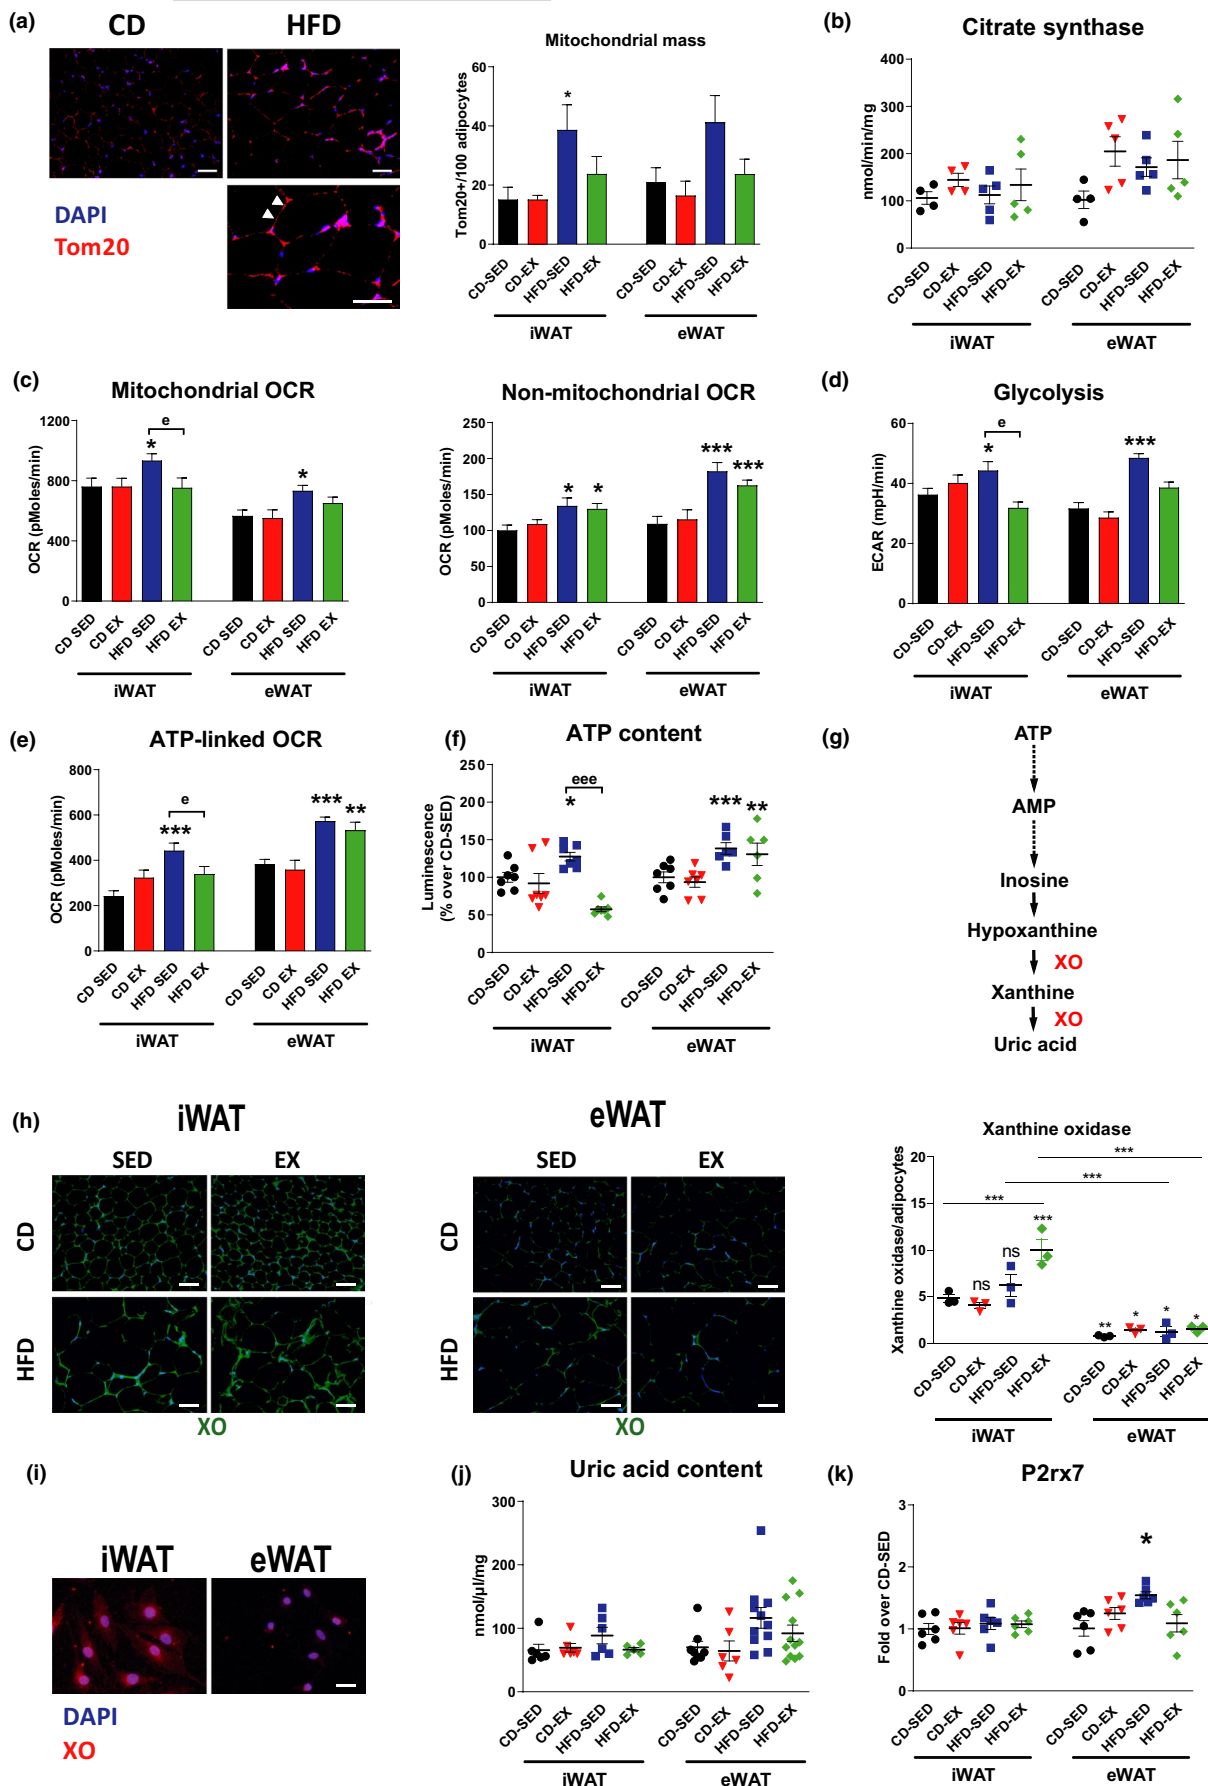 (a)
CD
HFD
DAPI
Tom20
Mitochondrial mass
Tom20+/100 adipocytes
60
40
20
0
CD-SED
CD-EX
HFD-SED
HFD-EX
CD-SED
CD-EX
HFD-SED
HFD-EX
iWAT
eWAT
*
(b)
Citrate synthase
nmol/min/mg
400
300
200
100
0
CD-SED
CD-EX
HFD-SED
HFD-EX
CD-SED
CD-EX
HFD-SED
HFD-EX
iWAT
eWAT
(c)
Mitochondrial OCR
OCR (pMoles/min)
1200
800
400
0
*
e
*
CD SED
CD EX
HFD SED
HFD EX
CD SED
CD EX
HFD SED
HFD EX
iWAT
eWAT
Non-mitochondrial OCR
OCR (pMoles/min)
250
200
150
100
50
0
*
*
***
***
CD SED
CD EX
HFD SED
HFD EX
CD SED
CD EX
HFD SED
HFD EX
iWAT
eWAT
(d)
Glycolysis
ECAR (mpH/min)
60
40
20
0
*
e
***
CD-SED
CD-EX
HFD-SED
HFD-EX
CD-SED
CD-EX
HFD-SED
HFD-EX
iWAT
eWAT
(e)
ATP-linked OCR
OCR (pMoles/min)
800
600
400
200
0
***
e
***
**
CD SED
CD EX
HFD SED
HFD EX
CD SED
CD EX
HFD SED
HFD EX
iWAT
eWAT
(f)
ATP content
Luminescence
(% over CD-SED)
250
200
150
100
50
0
eee
*
***
**
CD-SED
CD-EX
HFD-SED
HFD-EX
CD-SED
CD-EX
HFD-SED
HFD-EX
iWAT
eWAT
(g)
ATP
AMP
Inosine
Hypoxanthine
XO
Xanthine
XO
Uric acid
(h)
iWAT
SED
EX
CD
HFD
XO
eWAT
SED
EX
CD
HFD
XO
Xanthine oxidase
Xanthine oxidase/adipocytes
20
15
10
5
0
***
***
***
***
ns
ns
**
*
*
*
CD-SED
CD-EX
HFD-SED
HFD-EX
CD-SED
CD-EX
HFD-SED
HFD-EX
iWAT
eWAT
(i)
iWAT
eWAT
DAPI
XO
(j)
Uric acid content
nmol/µl/mg
300
200
100
0
CD-SED
CD-EX
HFD-SED
HFD-EX
CD-SED
CD-EX
HFD-SED
HFD-EX
iWAT
eWAT
(k)
P2rx7
Fold over CD-SED
3
2
1
0
*
CD-SED
CD-EX
HFD-SED
HFD-EX
CD-SED
CD-EX
HFD-SED
HFD-EX
iWAT
eWAT